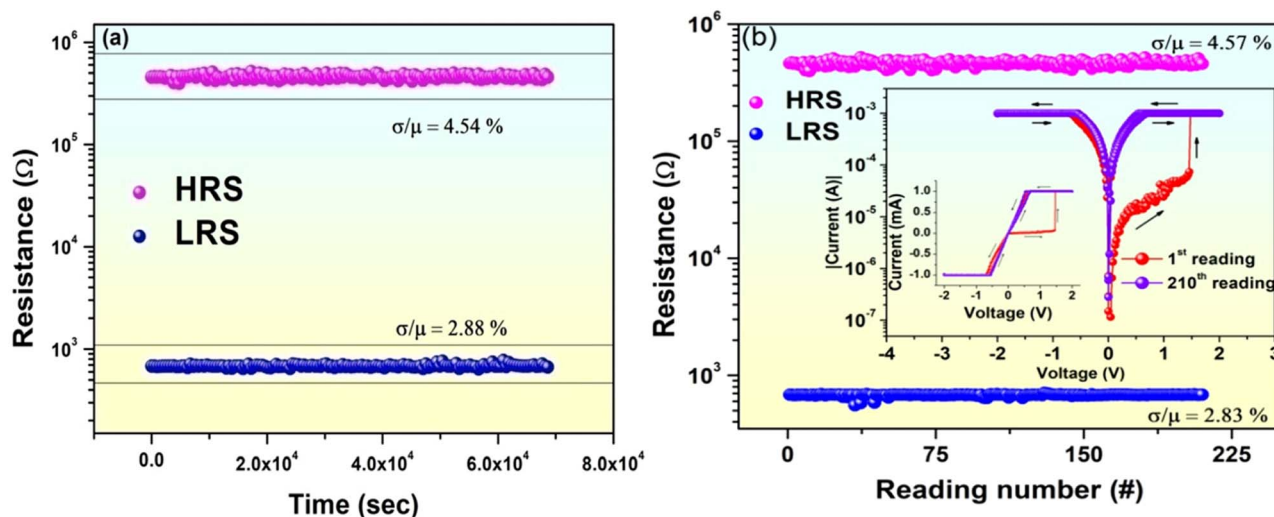 (a)
10⁶
10⁵
10⁴
10³
Resistance (Ω)
σ/μ = 4.54 %
HRS
LRS
σ/μ = 2.88 %
0.0
2.0x10⁴
4.0x10⁴
6.0x10⁴
8.0x10⁴
Time (sec)
(b)
10⁶
10⁵
10⁴
10³
Resistance (Ω)
σ/μ = 4.57 %
HRS
LRS
10⁻³
10⁻⁴
10⁻⁵
10⁻⁶
10⁻⁷
|Current (A)|
1.0
0.5
0.0
-0.5
-1.0
Current (mA)
-2 -1 0 1 2
Voltage (V)
1ˢᵗ reading
210ᵗʰ reading
-4 -3 -2 -1 0 1 2 3
Voltage (V)
σ/μ = 2.83 %
0 75 150 225
Reading number (#)